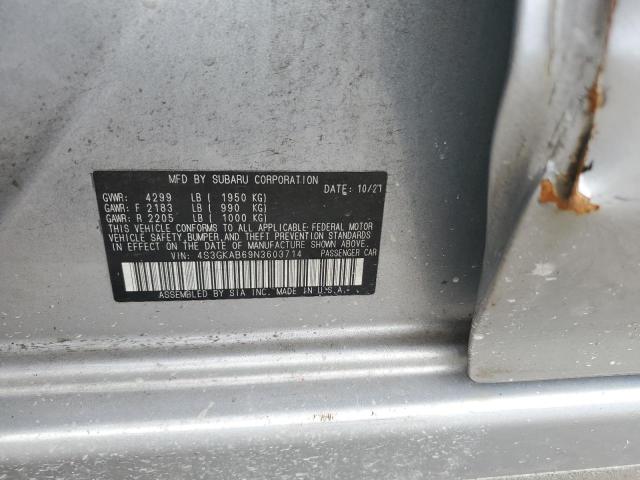 MFD BY SUBARU CORPORATION
DATE: 10/21
GVWR: 4299 LB ( 1950 KG)
GAWR: F 2183 LB ( 990 KG)
GAWR: R 2205 LB ( 1000 KG)
THIS VEHICLE CONFORMS TO ALL APPLICABLE FEDERAL MOTOR
VEHICLE SAFETY, BUMPER, AND THEFT PREVENTION STANDARDS
IN EFFECT ON THE DATE OF MANUFACTURE SHOWN ABOVE.
VIN: 4S3GKAB69N3603714 PASSENGER CAR
ASSEMBLED BY SIA INC. IN U.S.A.